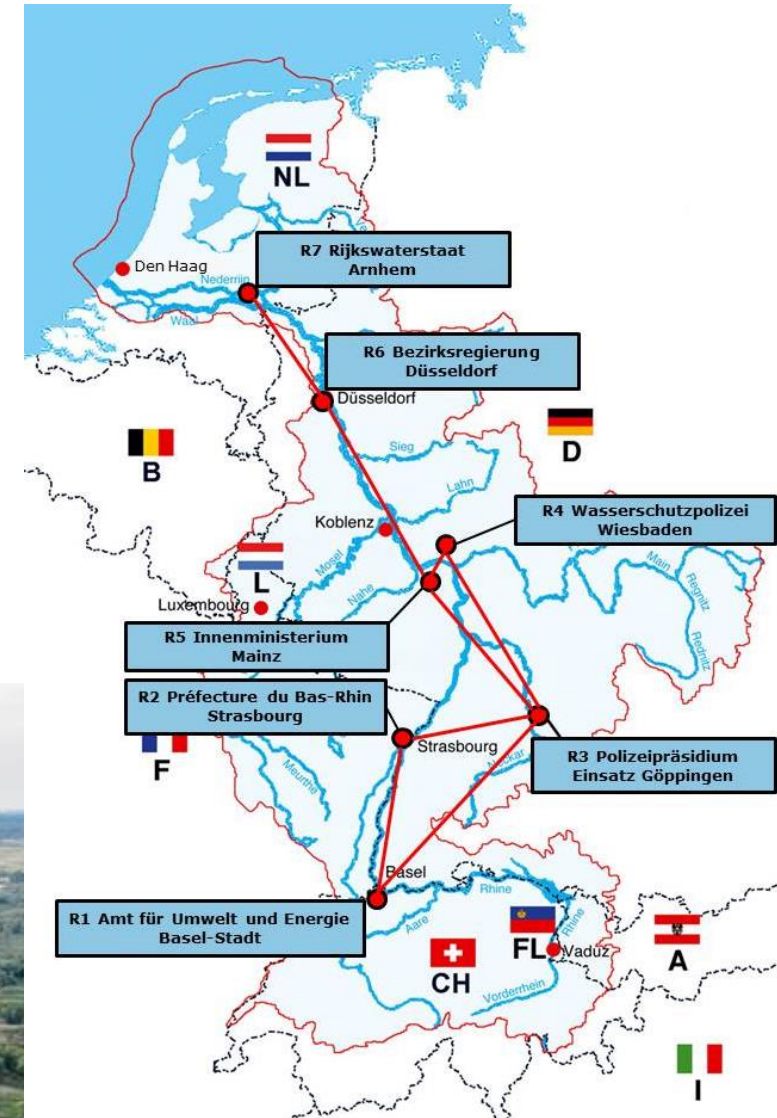 NL
R7 Rijkswaterstaat
Arnhem
Den Haag
Nederrijn
Waal
R6 Bezirksregierung
Düsseldorf
Düsseldorf
B
D
Sieg
Lahn
Koblenz
R4 Wasserschutzpolizei
Wiesbaden
Mosel
L
Nahe
Main
Regnitz
Rednitz
Luxembourg
R5 Innenministerium
Mainz
R2 Préfecture du Bas-Rhin
Strasbourg
Strasbourg
F
Meurthe
Neckar
R3 Polizeipräsidium
Einsatz Göppingen
Basel
Rhine
R1 Amt für Umwelt und Energie
Basel-Stadt
Aare
FL
Rhine
Vaduz
A
CH
Vorderrhein
I